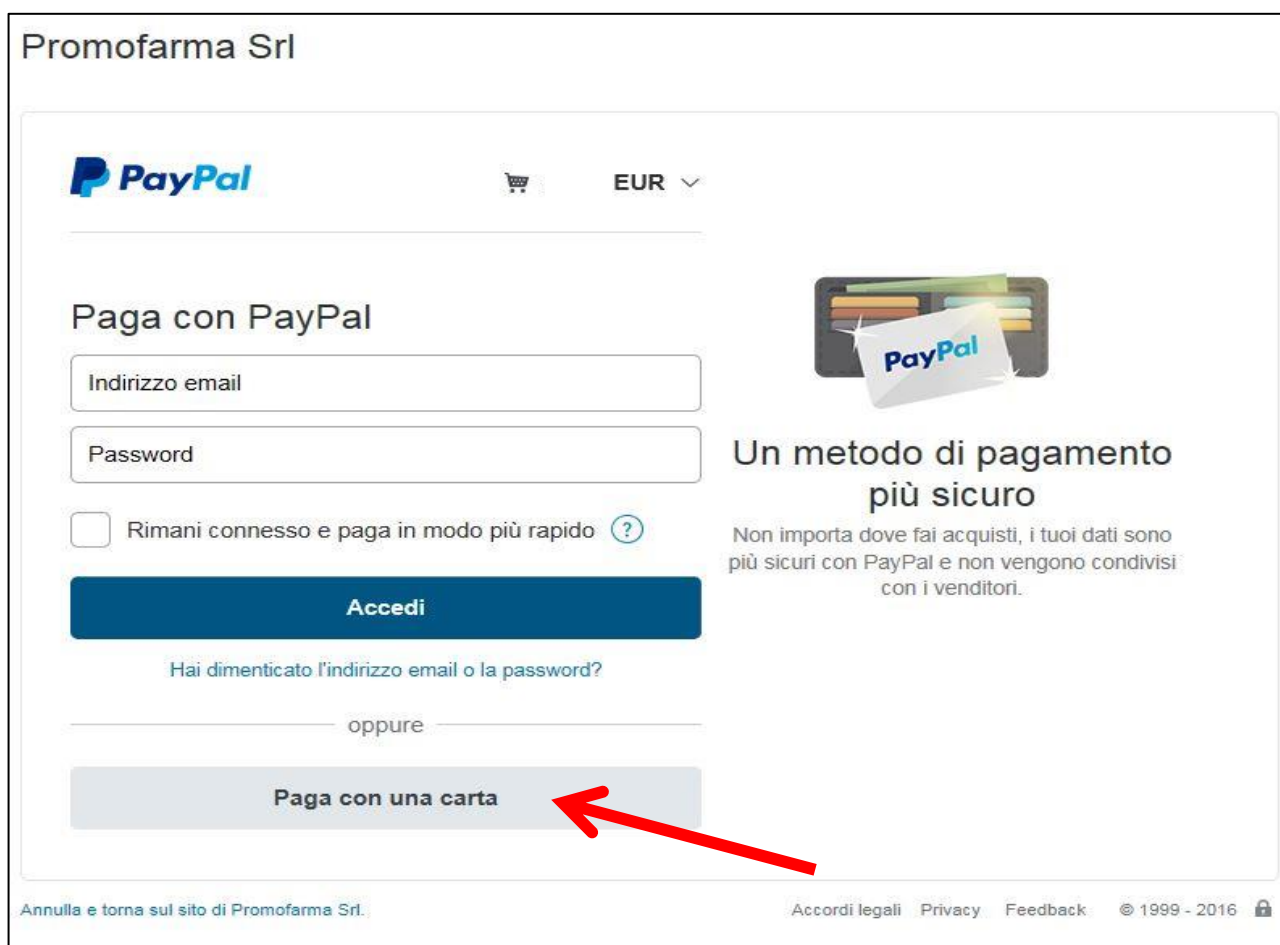 Promofarma Srl
PayPal
EUR
Paga con PayPal
Indirizzo email
Password
Rimani connesso e paga in modo più rapido ?
Accedi
Hai dimenticato l'indirizzo email o la password?
oppure
Paga con una carta
PayPal
Un metodo di pagamento
più sicuro
Non importa dove fai acquisti, i tuoi dati sono
più sicuri con PayPal e non vengono condivisi
con i venditori.
Annulla e torna sul sito di Promofarma Srl.
Accordi legali Privacy Feedback © 1999 - 2016